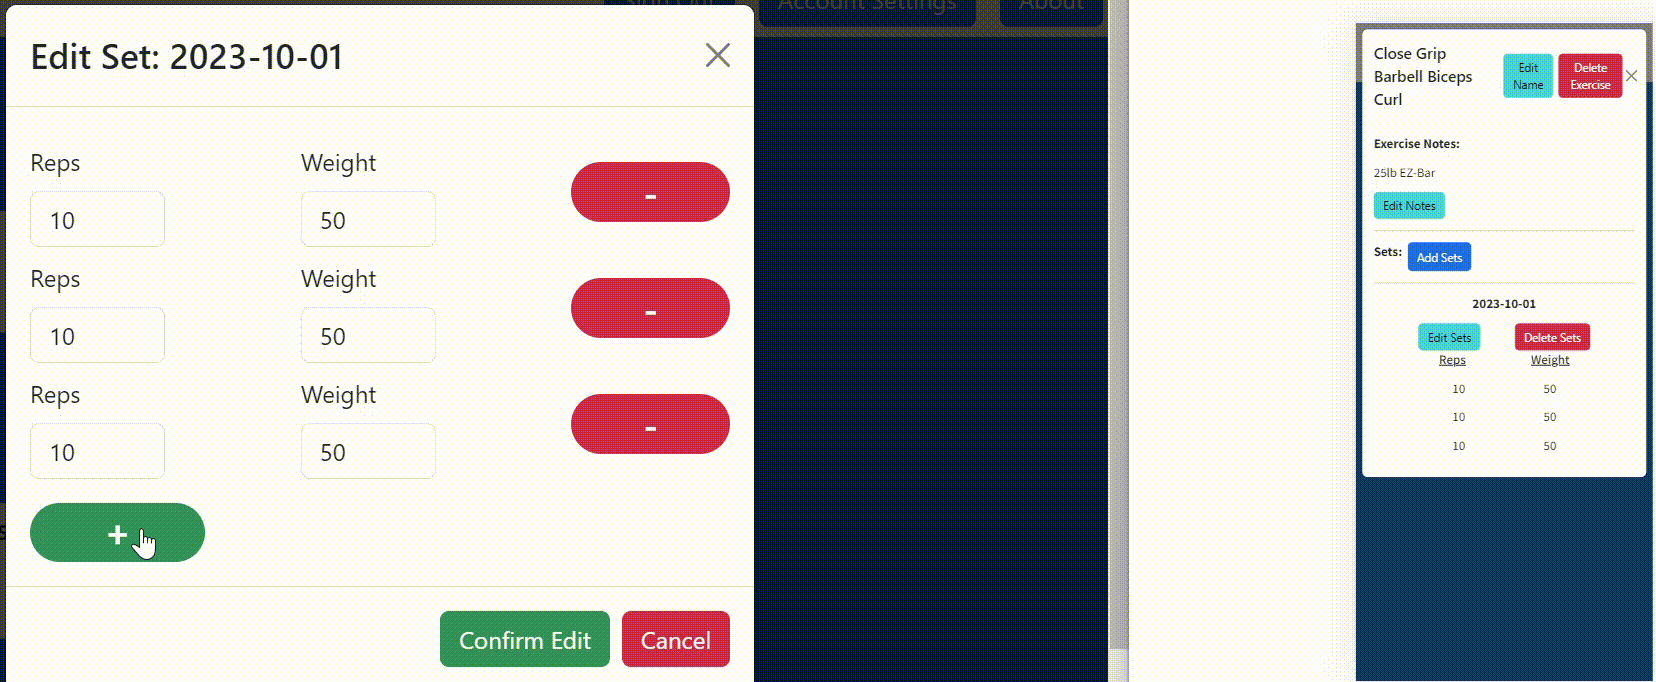 Sign Out Account Settings About
Edit Set: 2023-10-01
Reps Weight
10 50 -
Reps Weight
10 50 -
Reps Weight
10 50 -
+
Confirm Edit Cancel
Close Grip
Barbell Biceps
Curl
Edit
Name
Delete
Exercise
Exercise Notes:
25lb EZ-Bar
Edit Notes
Sets: Add Sets
2023-10-01
Edit Sets Delete Sets
Reps Weight
10 50
10 50
10 50